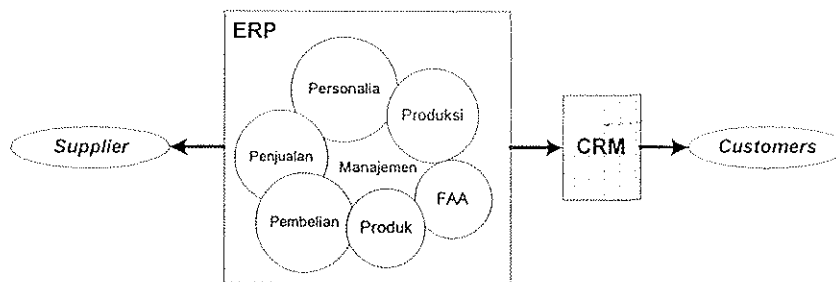 ERP
Personalia
Produksi
Supplier
Penjualan
Manajemen
CRM
Customers
FAA
Pembelian
Produk